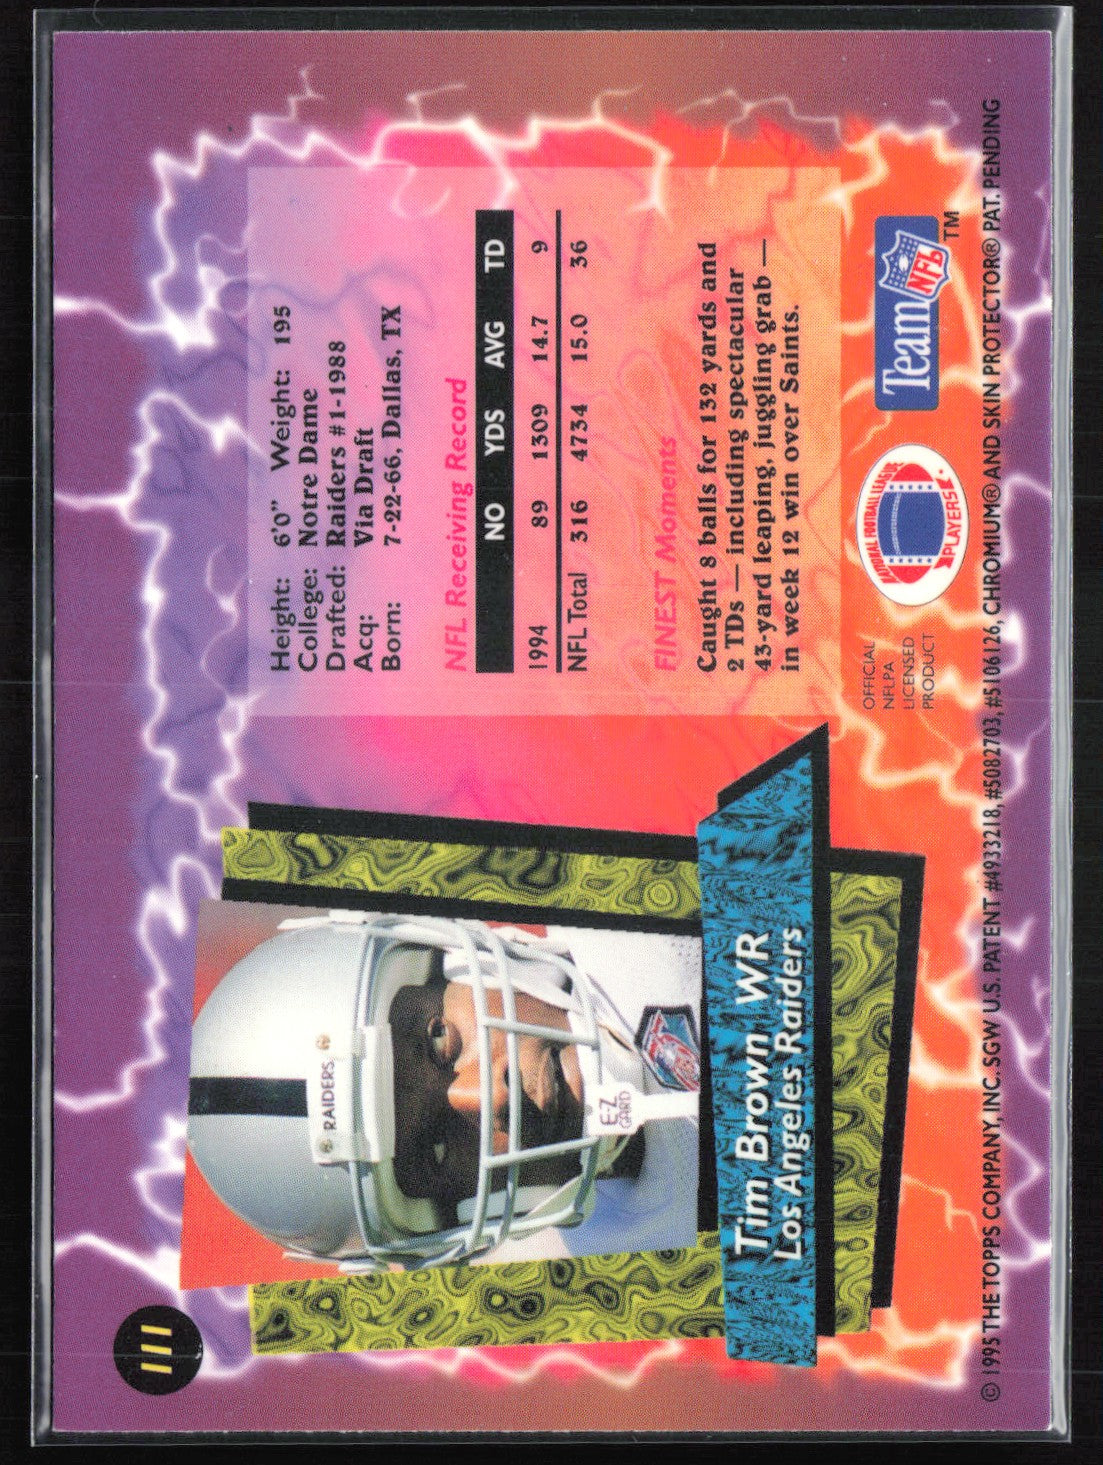 111
RAIDERS
E-Z
GARD
Tim Brown WR
Los Angeles Raiders
Height: 6'0" Weight: 195
College: Notre Dame
Drafted: Raiders #1-1988
Acq: Via Draft
Born: 7-22-66, Dallas, TX
NFL Receiving Record
NO YDS AVG TD
1994 89 1309 14.7 9
NFL Total 316 4734 15.0 36
FINEST Moments
Caught 8 balls for 132 yards and
2 TDs — including spectacular
43-yard leaping, juggling grab —
in week 12 win over Saints.
OFFICIAL
NFLPA
LICENSED
PRODUCT
NATIONAL FOOTBALL LEAGUE
PLAYERS
Team NFL TM
© 1995 THE TOPPS COMPANY, INC. SGW U.S. PATENT #4933218, #5082703, #5106126, CHROMIUM® AND SKIN PROTECTOR® PAT. PENDING